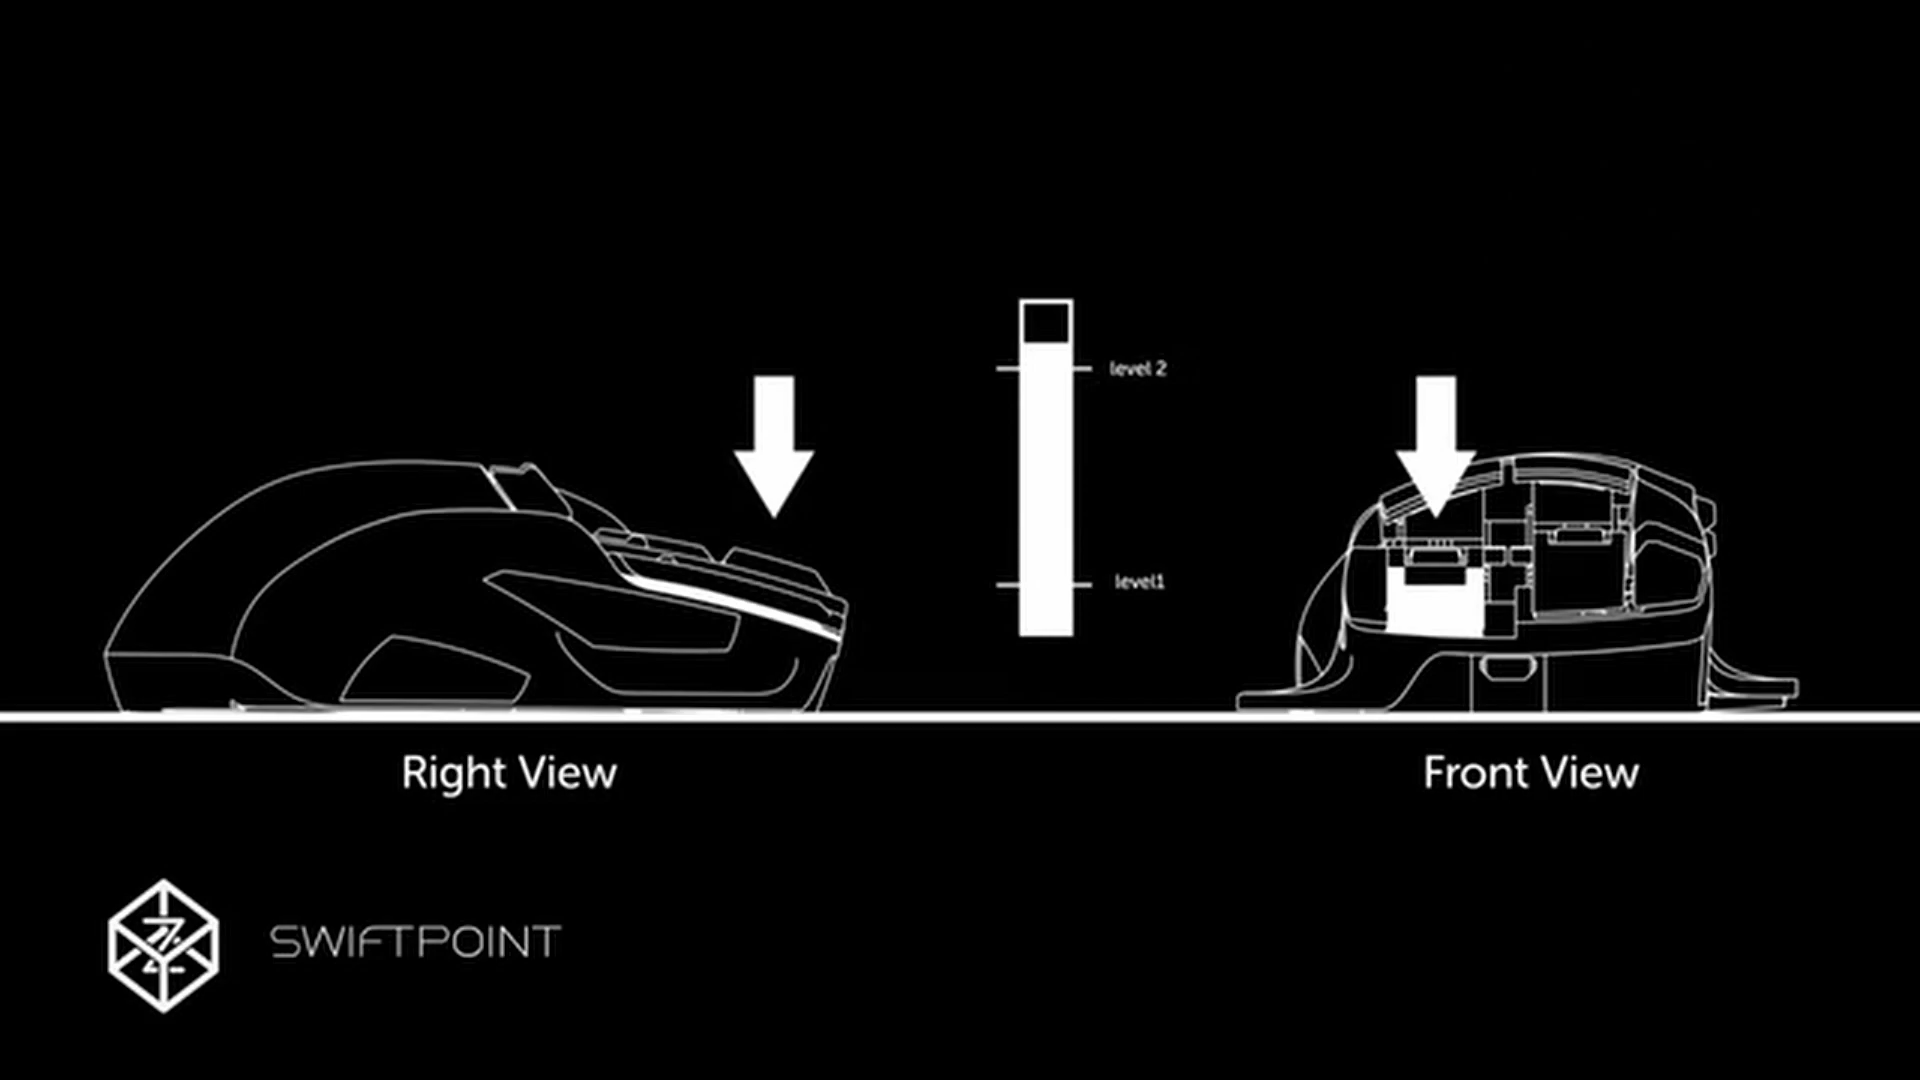 level 2
level1
Right View
Front View
SWIFTPOINT